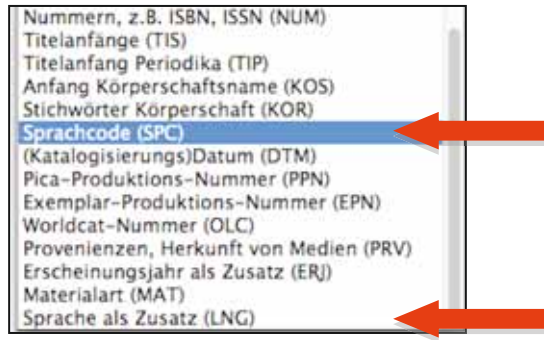 Nummern, z.B. ISBN, ISSN (NUM)
Titelanfänge (TIS)
Titelanfang Periodika (TIP)
Anfang Körperschaftsname (KOS)
Stichwörter Körperschaft (KOR)
Sprachcode (SPC)
(Katalogisierungs)Datum (DTM)
Pica-Produktions-Nummer (PPN)
Exemplar-Produktions-Nummer (EPN)
Worldcat-Nummer (OLC)
Provenienzen, Herkunft von Medien (PRV)
Erscheinungsjahr als Zusatz (ERJ)
Materialart (MAT)
Sprache als Zusatz (LNG)